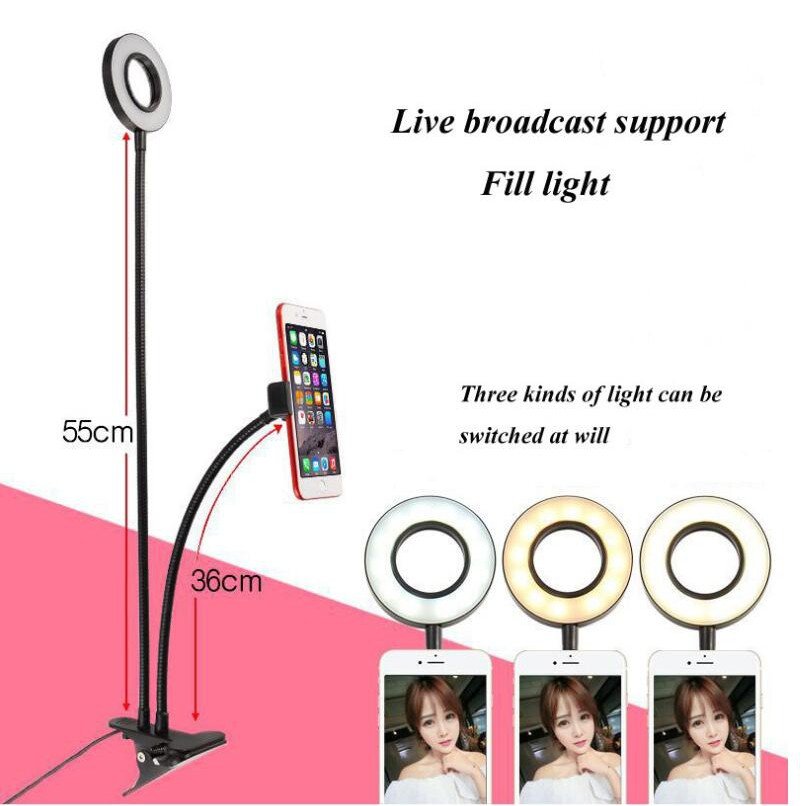 Live broadcast support
Fill light
Three kinds of light can be
switched at will
55cm
36cm